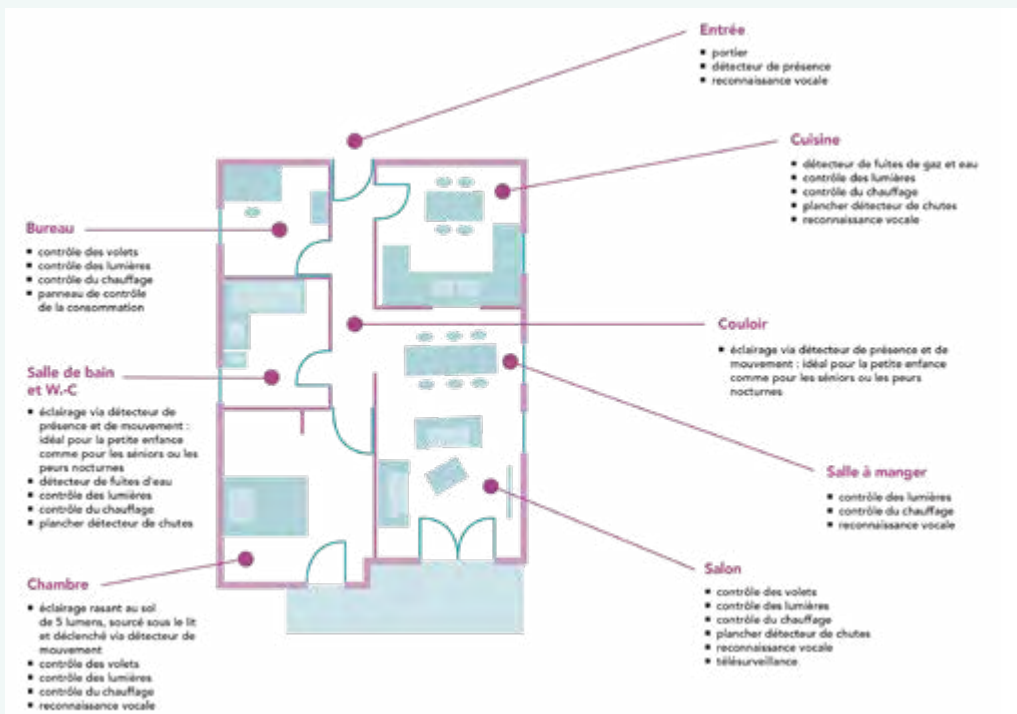 Entrée
▪ portier
▪ détecteur de présence
▪ reconnaissance vocale
Cuisine
▪ détecteur de fuites de gaz et eau
▪ contrôle des lumières
▪ contrôle du chauffage
▪ plancher détecteur de chutes
▪ reconnaissance vocale
Bureau
▪ contrôle des volets
▪ contrôle des lumières
▪ contrôle du chauffage
▪ panneau de contrôle
de la consommation
Couloir
▪ éclairage via détecteur de présence et de
mouvement : idéal pour la petite enfance
comme pour les séniors ou les peurs
nocturnes
Salle de bain
et W.-C
▪ éclairage via détecteur de
présence et de mouvement :
idéal pour la petite enfance
comme pour les séniors ou les
peurs nocturnes
▪ détecteur de fuites d'eau
▪ contrôle des lumières
▪ contrôle du chauffage
▪ plancher détecteur de chutes
Salle à manger
▪ contrôle des lumières
▪ contrôle du chauffage
▪ reconnaissance vocale
Salon
▪ contrôle des volets
▪ contrôle des lumières
▪ contrôle du chauffage
▪ plancher détecteur de chutes
▪ reconnaissance vocale
▪ télésurveillance
Chambre
▪ éclairage rasant au sol
de 5 lumens, sourcé sous le lit
et déclenché via détecteur de
mouvement
▪ contrôle des volets
▪ contrôle des lumières
▪ contrôle du chauffage
▪ reconnaissance vocale